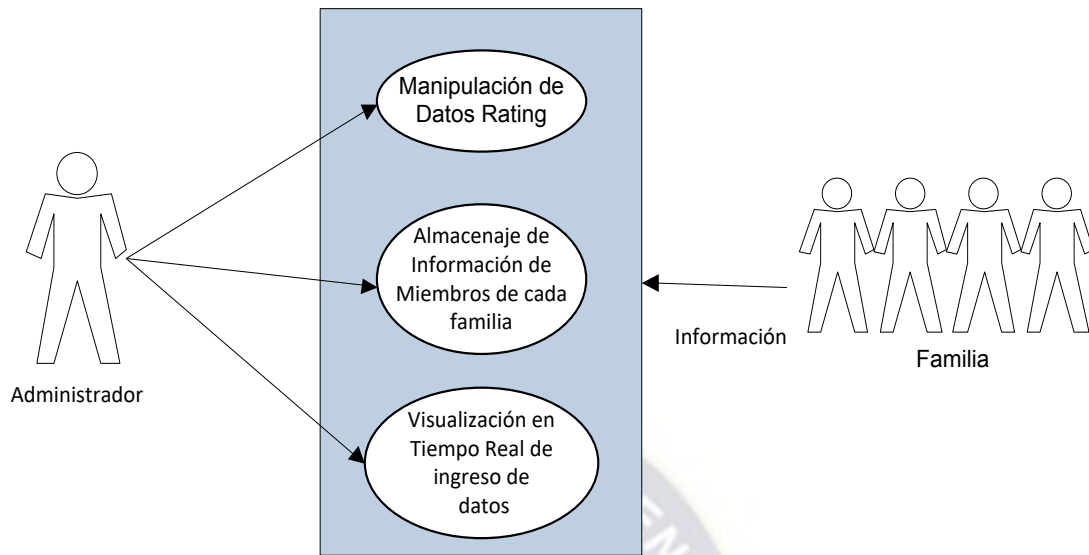 Manipulación de
Datos Rating
Almacenaje de
Información de
Miembros de cada
familia
Visualización en
Tiempo Real de
ingreso de
datos
Administrador
Información
Familia
EN